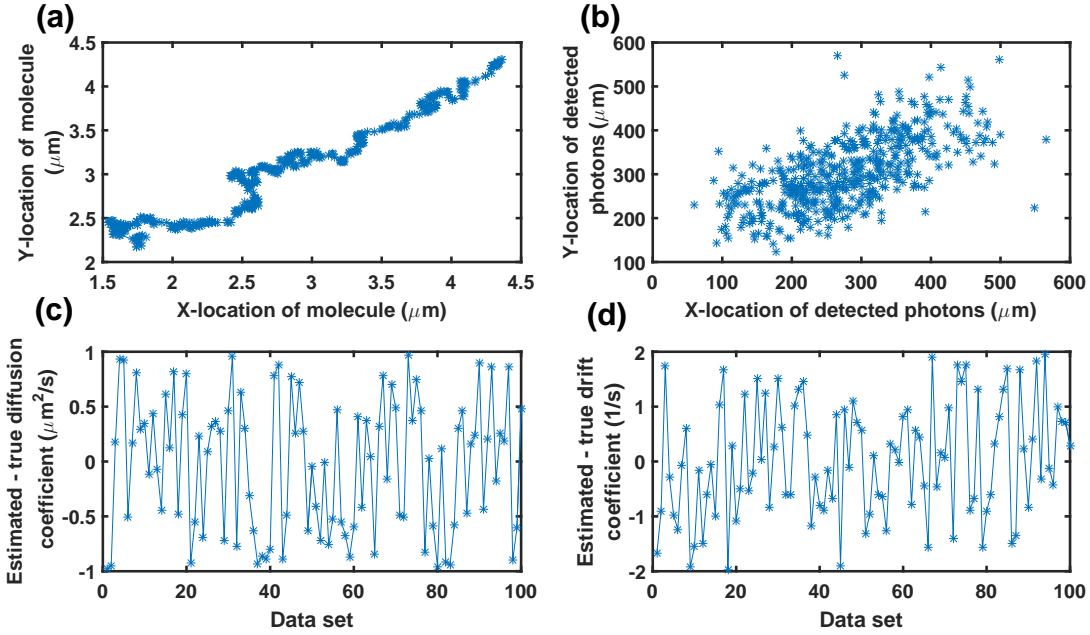 (a)
Y-location of molecule
(μm)
4.5
4
3.5
3
2.5
2
1.5 2 2.5 3 3.5 4 4.5
X-location of molecule (μm)
(b)
Y-location of detected
photons (μm)
600
500
400
300
200
100
0 100 200 300 400 500 600
X-location of detected photons (μm)
(c)
Estimated - true diffusion
coefficient (μm²/s)
1
0.5
0
-0.5
-1
0 20 40 60 80 100
Data set
(d)
Estimated - true drift
coefficient (1/s)
2
1
0
-1
-2
0 20 40 60 80 100
Data set